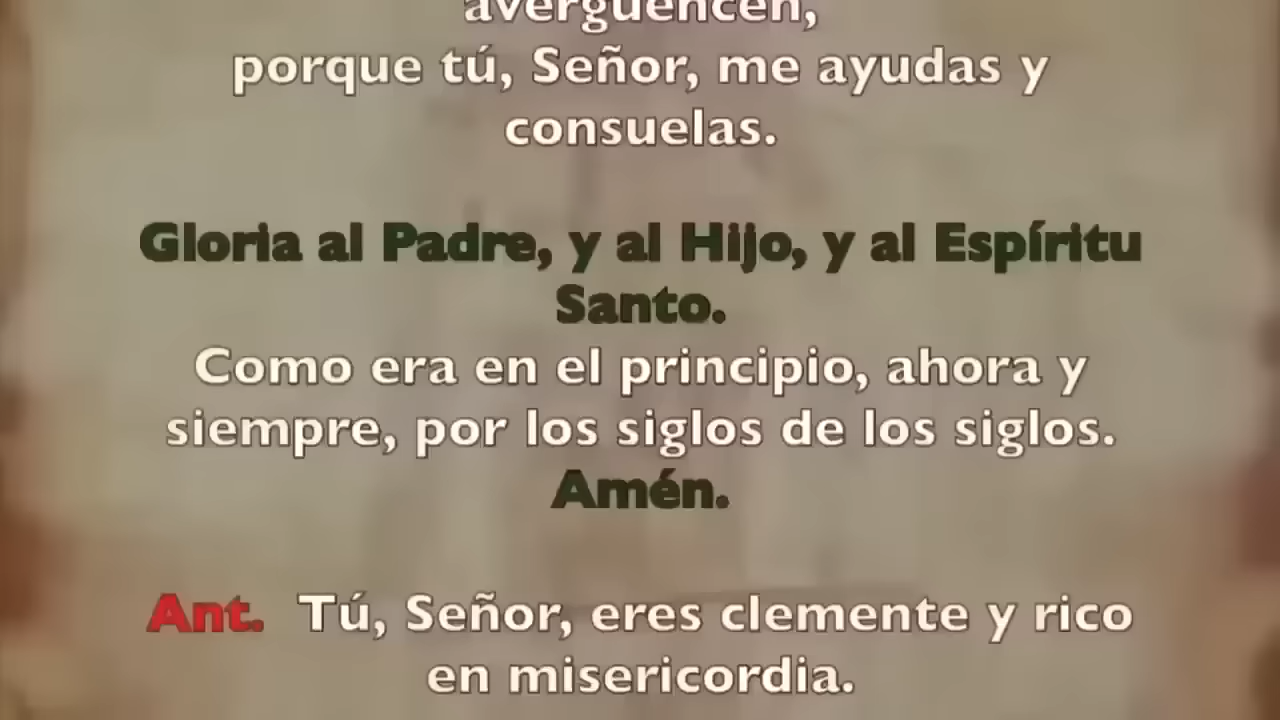 avergüencen,
porque tú, Señor, me ayudas y
consuelas.
Gloria al Padre, y al Hijo, y al Espíritu
Santo.
Como era en el principio, ahora y
siempre, por los siglos de los siglos.
Amén.
Ant. Tú, Señor, eres clemente y rico
en misericordia.